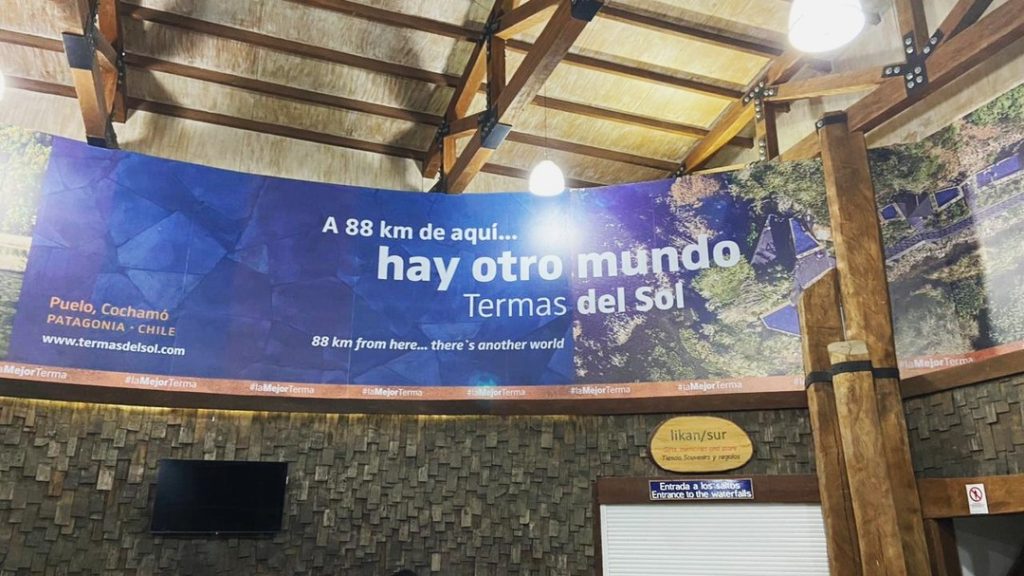 A 88 km de aquí...
hay otro mundo
Termas del Sol
88 km from here... there`s another world
Puelo, Cochamó
PATAGONIA · CHILE
www.termasdelsol.com
#laMejorTerma #laMejorTerma #laMejorTerma #laMejorTerma #laMejorTerma #laMejorTerma
likan/sur
Tienda Souvenirs y regalos
Entrada a los saltos
Entrance to the waterfalls